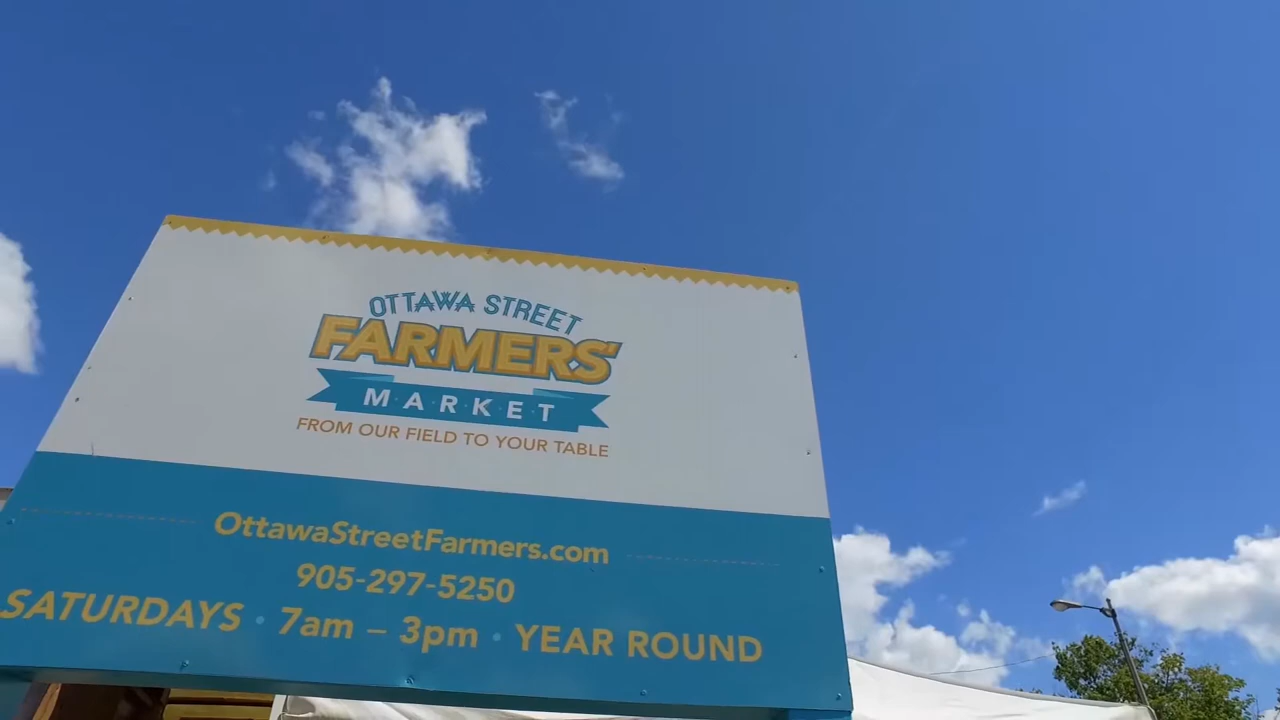 OTTAWA STREET
FARMERS'
MARKET
FROM OUR FIELD TO YOUR TABLE
OttawaStreetFarmers.com
905-297-5250
SATURDAYS • 7am – 3pm • YEAR ROUND